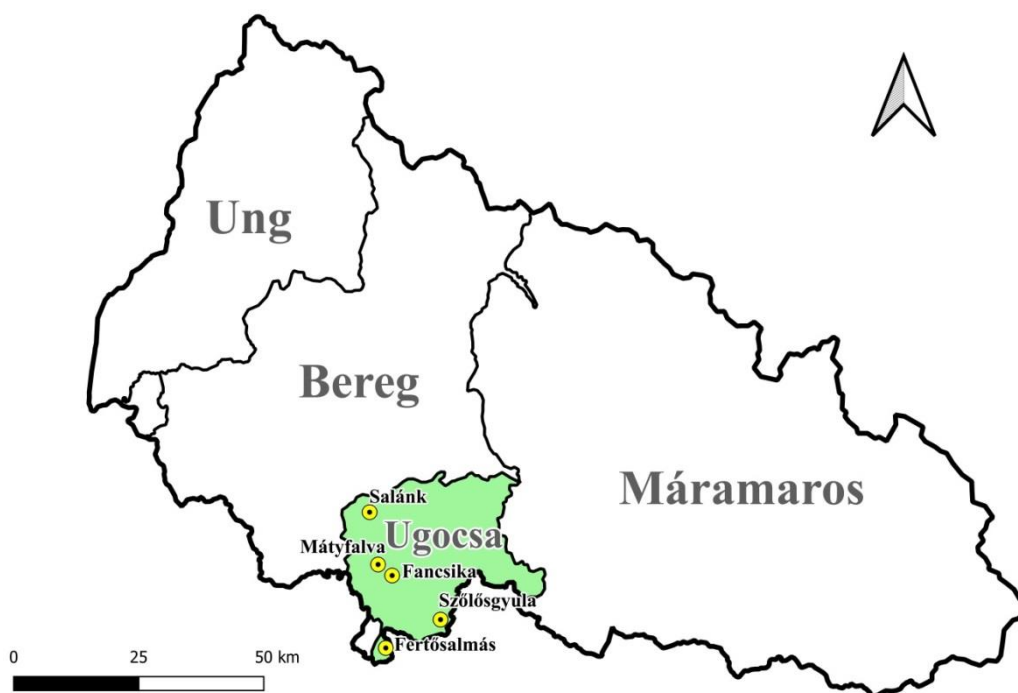 Ung
Bereg
Máramaros
Salánk
Ugocsa
Mátyfalva
Fancsika
Szőlősgyula
Fertősalmás
0 25 50 km